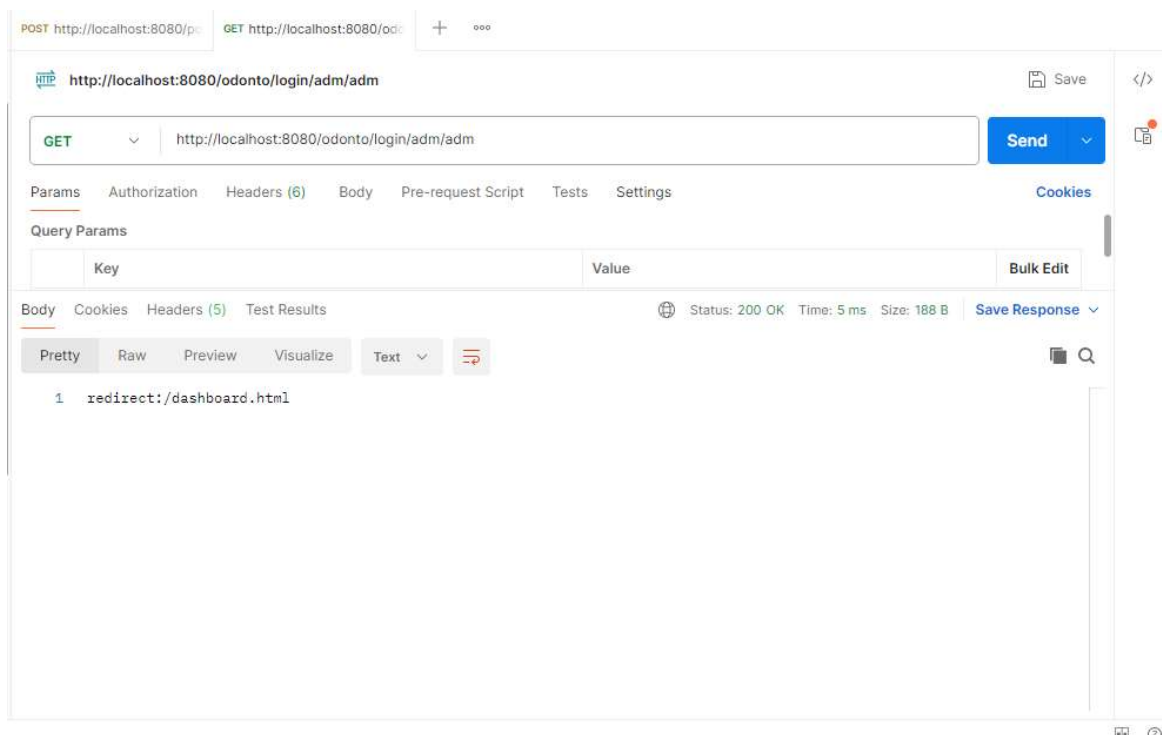 POST http://localhost:8080/po GET http://localhost:8080/odo
HTTP http://localhost:8080/odonto/login/adm/adm Save
GET http://localhost:8080/odonto/login/adm/adm Send
Params Authorization Headers (6) Body Pre-request Script Tests Settings Cookies
Query Params
Key Value Bulk Edit
Body Cookies Headers (5) Test Results Status: 200 OK Time: 5 ms Size: 188 B Save Response
Pretty Raw Preview Visualize Text
1 redirect:/dashboard.html